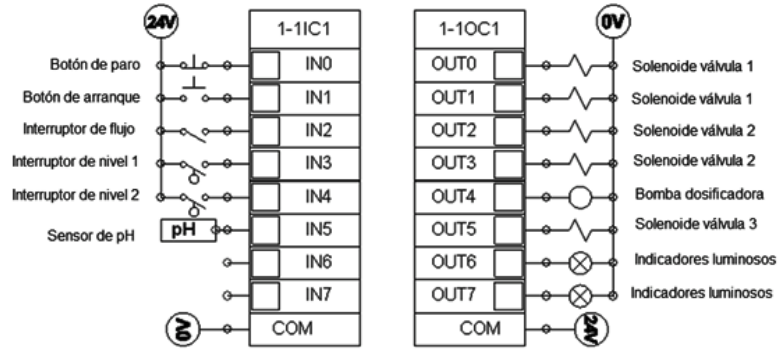 24V 1-1IC1 1-1OC1 0V
Botón de paro IN0 OUT0 Solenoide válvula 1
Botón de arranque IN1 OUT1 Solenoide válvula 1
Interruptor de flujo IN2 OUT2 Solenoide válvula 2
Interruptor de nivel 1 IN3 OUT3 Solenoide válvula 2
Interruptor de nivel 2 IN4 OUT4 Bomba dosificadora
Sensor de pH pH IN5 OUT5 Solenoide válvula 3
IN6 OUT6 Indicadores luminosos
IN7 OUT7 Indicadores luminosos
0V COM COM 24V